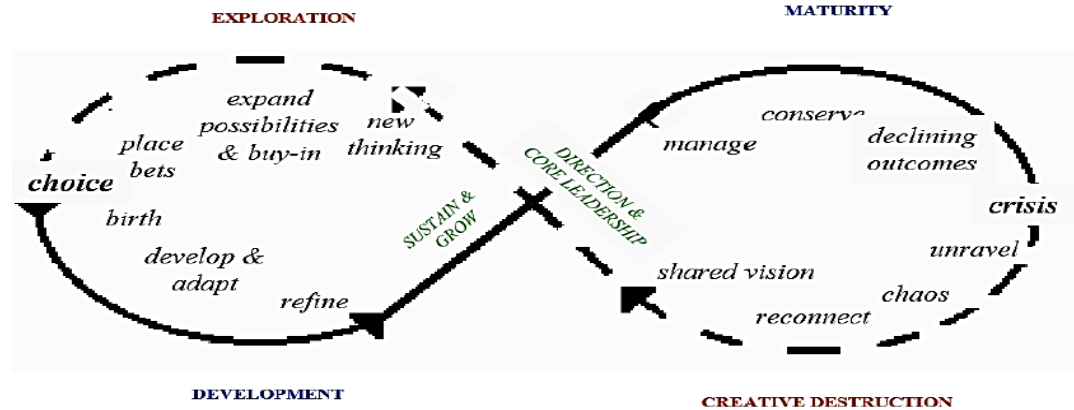 EXPLORATION
MATURITY
expand
possibilities
& buy-in
new
thinking
place
bets
choice
birth
develop &
adapt
refine
SUSTAIN &
GROW
DIRECTION &
CORE LEADERSHIP
manage
conserve
declining
outcomes
crisis
unravel
chaos
reconnect
shared vision
DEVELOPMENT
CREATIVE DESTRUCTION